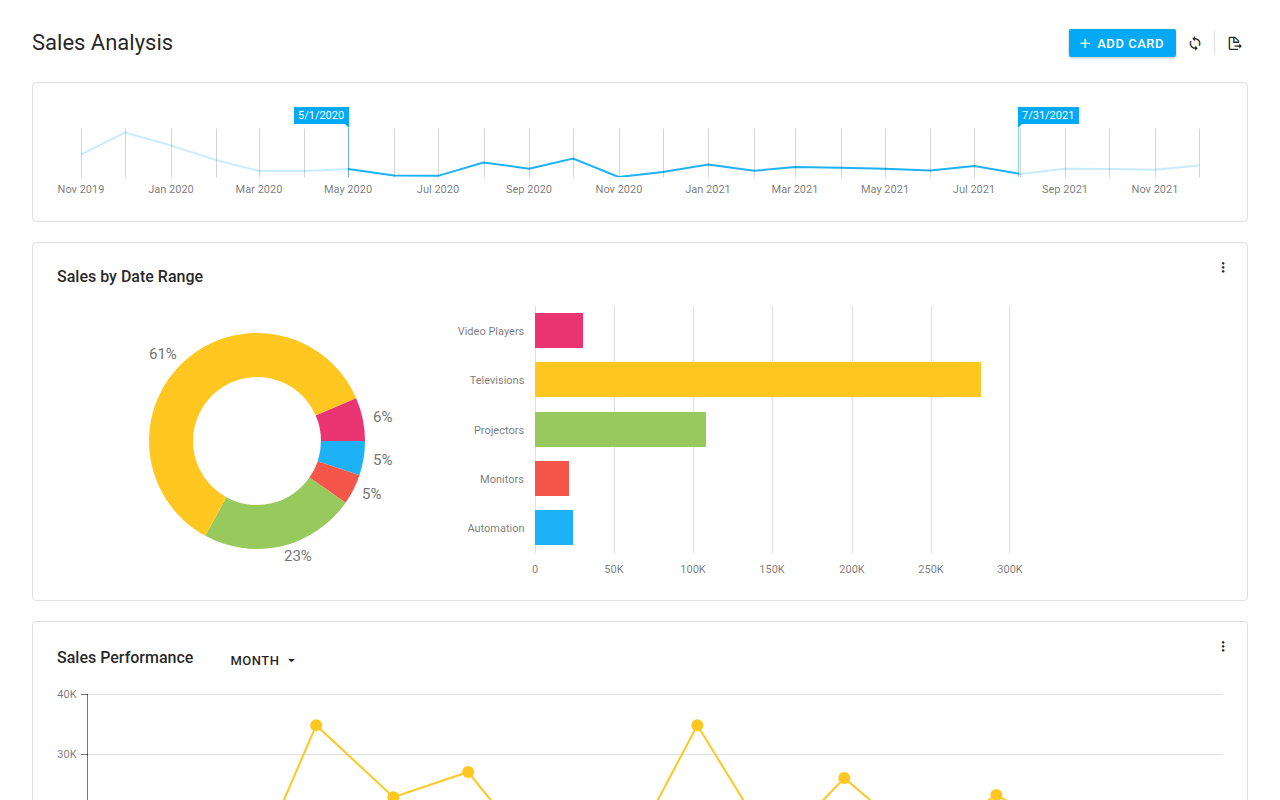 Sales Analysis
+ ADD CARD
5/1/2020
7/31/2021
Nov 2019 Jan 2020 Mar 2020 May 2020 Jul 2020 Sep 2020 Nov 2020 Jan 2021 Mar 2021 May 2021 Jul 2021 Sep 2021 Nov 2021
Sales by Date Range
61%
6%
5%
5%
23%
Video Players
Televisions
Projectors
Monitors
Automation
0 50K 100K 150K 200K 250K 300K
Sales Performance MONTH
40K
30K